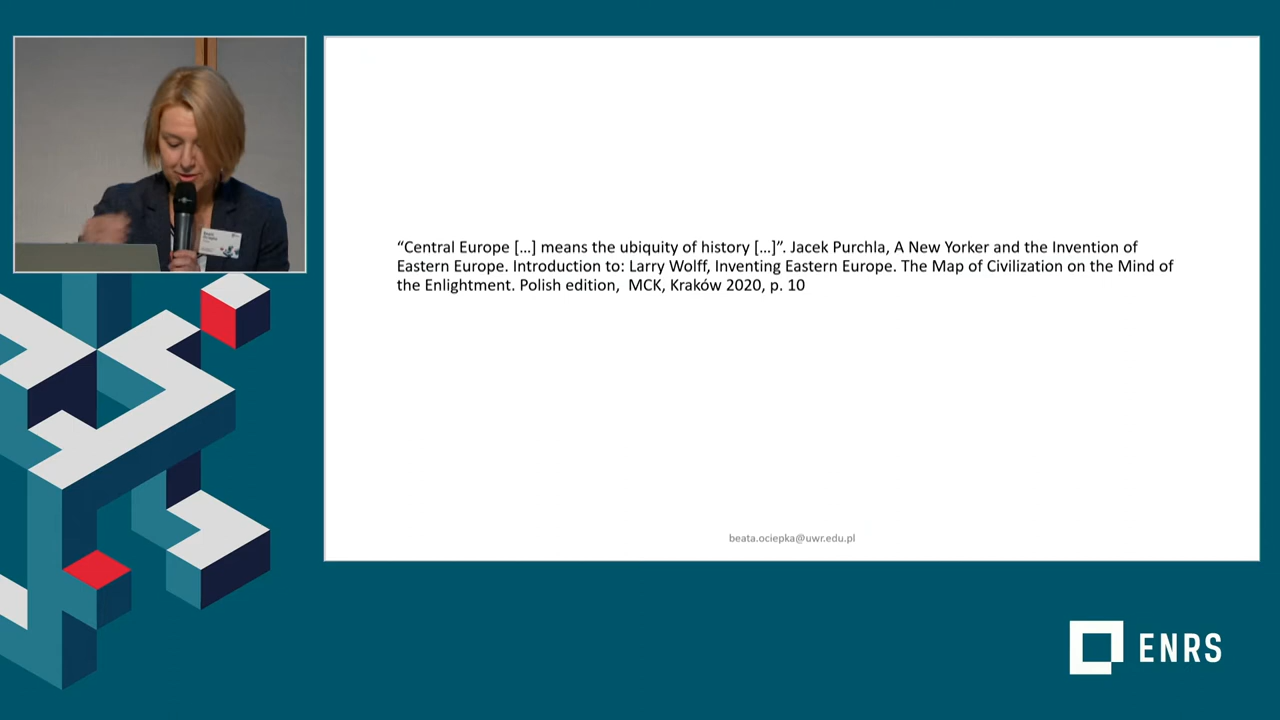 “Central Europe […] means the ubiquity of history […]”. Jacek Purchla, A New Yorker and the Invention of
Eastern Europe. Introduction to: Larry Wolff, Inventing Eastern Europe. The Map of Civilization on the Mind of
the Enlightment. Polish edition,  MCK, Kraków 2020, p. 10
beata.ociepka@uwr.edu.pl
ENRS